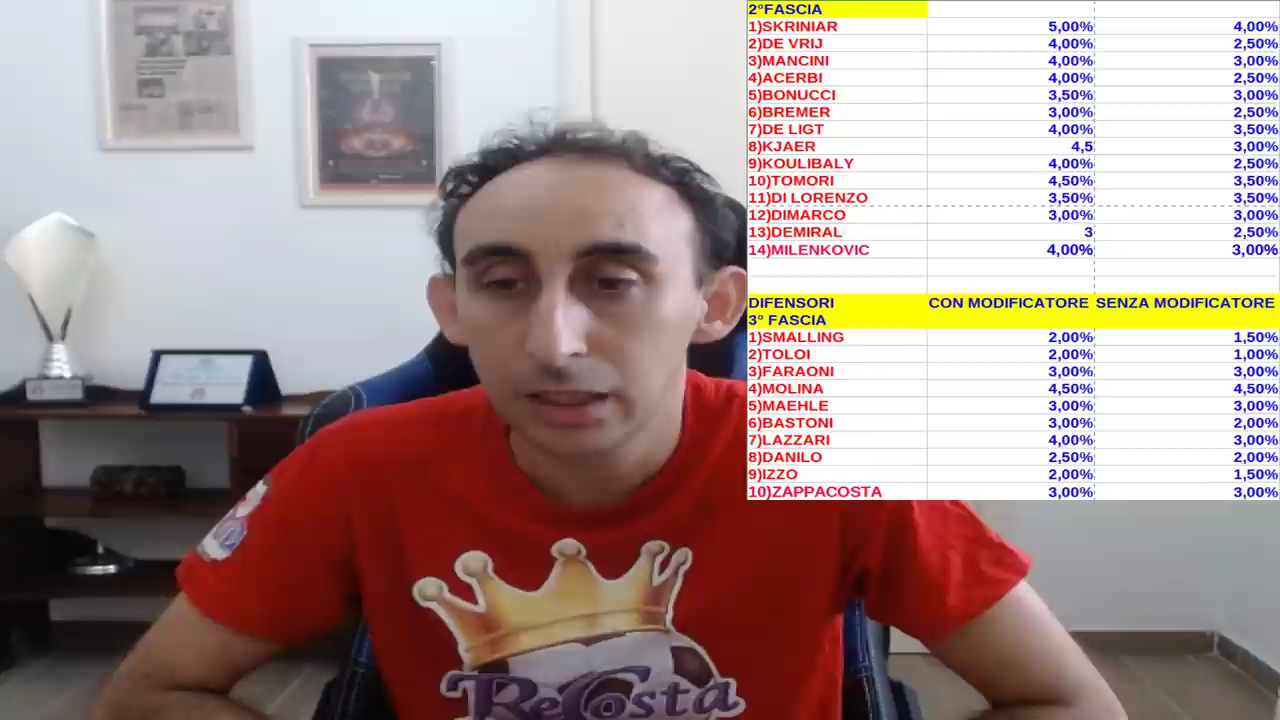 2°FASCIA
1)SKRINIAR 5,00% 4,00%
2)DE VRIJ 4,00% 2,50%
3)MANCINI 4,00% 3,00%
4)ACERBI 4,00% 2,50%
5)BONUCCI 3,50% 3,00%
6)BREMER 3,00% 2,50%
7)DE LIGT 4,00% 3,50%
8)KJAER 4,5 3,00%
9)KOULIBALY 4,00% 2,50%
10)TOMORI 4,50% 3,50%
11)DI LORENZO 3,50% 3,50%
12)DIMARCO 3,00% 3,00%
13)DEMIRAL 3 2,50%
14)MILENKOVIC 4,00% 3,00%
DIFENSORI CON MODIFICATORE SENZA MODIFICATORE
3° FASCIA
1)SMALLING 2,00% 1,50%
2)TOLOI 2,00% 1,00%
3)FARAONI 3,00% 3,00%
4)MOLINA 4,50% 4,50%
5)MAEHLE 3,00% 3,00%
6)BASTONI 3,00% 2,00%
7)LAZZARI 4,00% 3,00%
8)DANILO 2,50% 2,00%
9)IZZO 2,00% 1,50%
10)ZAPPACOSTA 3,00% 3,00%
ReCosta